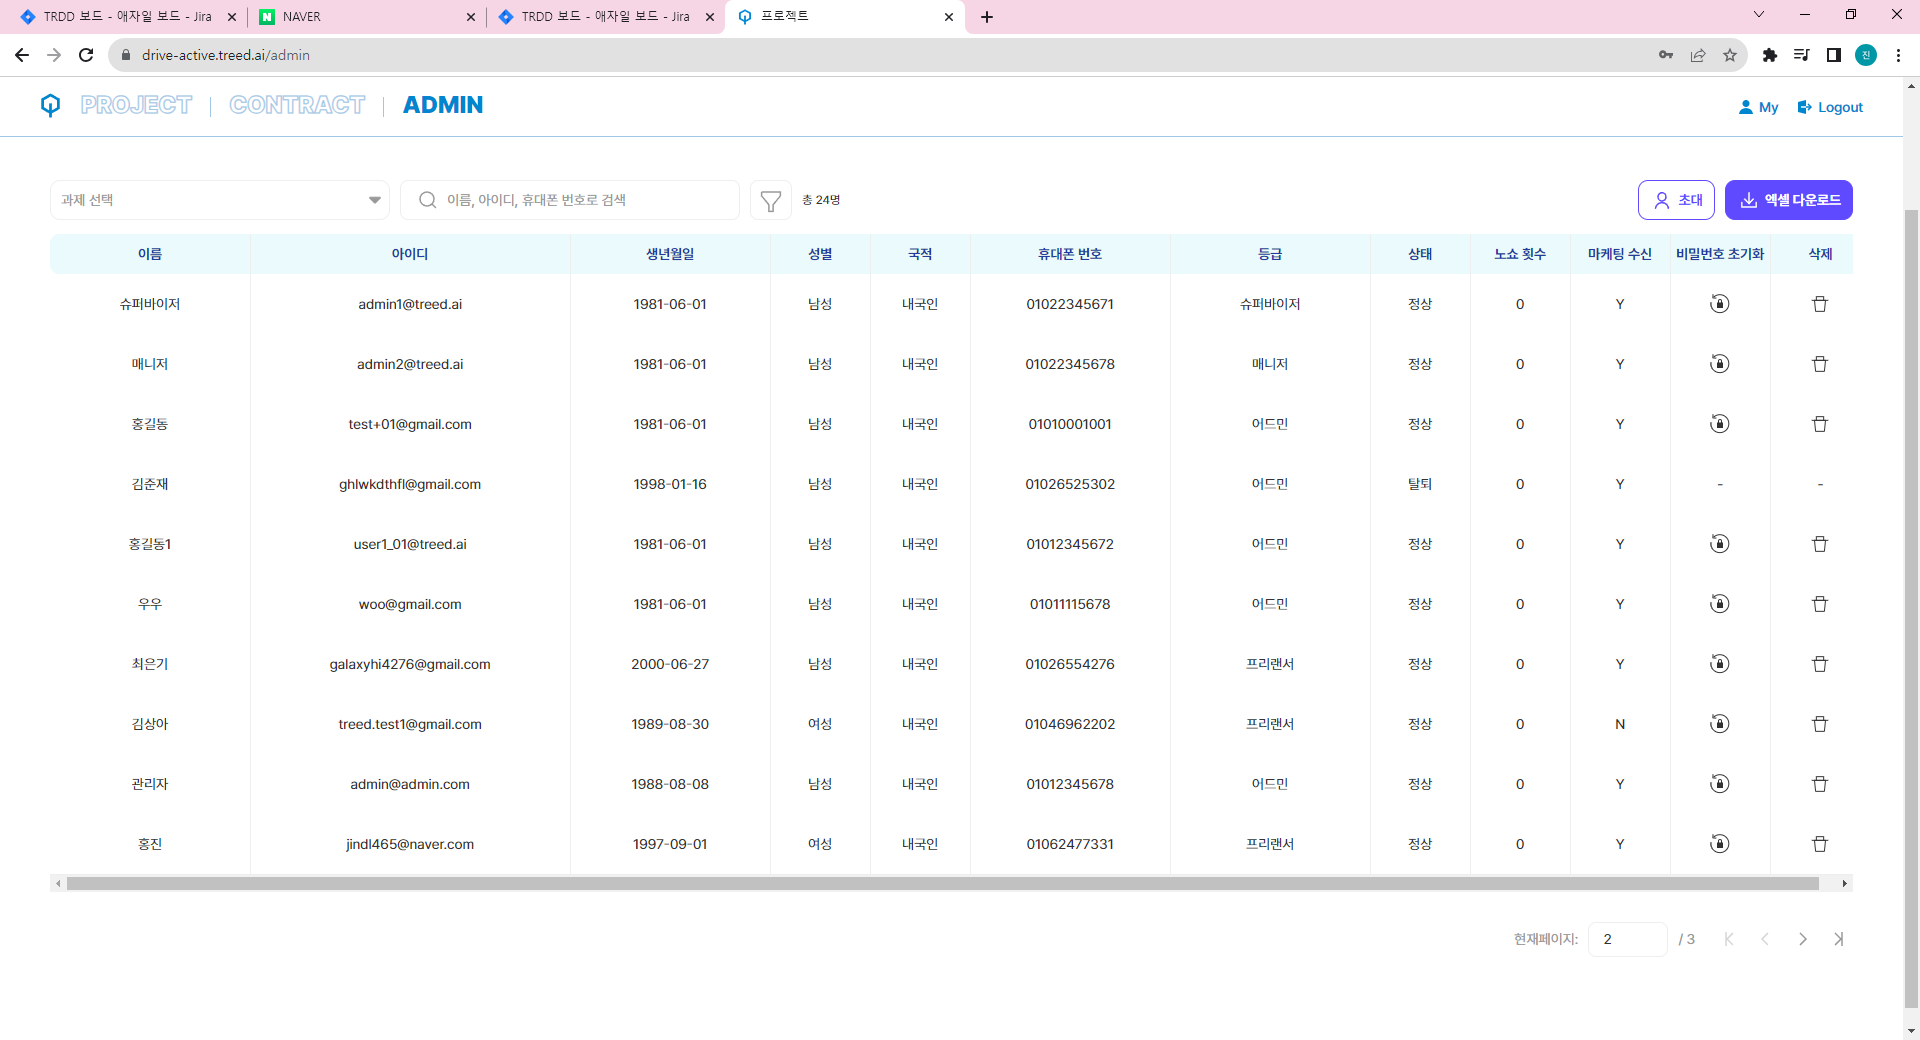 TRDD 보드 - 애자일 보드 - Jira
NAVER
TRDD 보드 - 애자일 보드 - Jira
프로젝트
drive-active.treed.ai/admin
진
PROJECT | CONTRACT | ADMIN
My
Logout
과제 선택
이름, 아이디, 휴대폰 번호로 검색
총 24명
초대
엑셀 다운로드
이름 아이디 생년월일 성별 국적 휴대폰 번호 등급 상태 노쇼 횟수 마케팅 수신 비밀번호 초기화 삭제
슈퍼바이저 admin1@treed.ai 1981-06-01 남성 내국인 01022345671 슈퍼바이저 정상 0 Y
매니저 admin2@treed.ai 1981-06-01 남성 내국인 01022345678 매니저 정상 0 Y
홍길동 test+01@gmail.com 1981-06-01 남성 내국인 01010001001 어드민 정상 0 Y
김준재 ghlwkdthfl@gmail.com 1998-01-16 남성 내국인 01026525302 어드민 탈퇴 0 Y - -
홍길동1 user1_01@treed.ai 1981-06-01 남성 내국인 01012345672 어드민 정상 0 Y
우우 woo@gmail.com 1981-06-01 남성 내국인 01011115678 어드민 정상 0 Y
최은기 galaxyhi4276@gmail.com 2000-06-27 남성 내국인 01026554276 프리랜서 정상 0 Y
김상아 treed.test1@gmail.com 1989-08-30 여성 내국인 01046962202 프리랜서 정상 0 N
관리자 admin@admin.com 1988-08-08 남성 내국인 01012345678 어드민 정상 0 Y
홍진 jindl465@naver.com 1997-09-01 여성 내국인 01062477331 프리랜서 정상 0 Y
현재페이지: 2 / 3